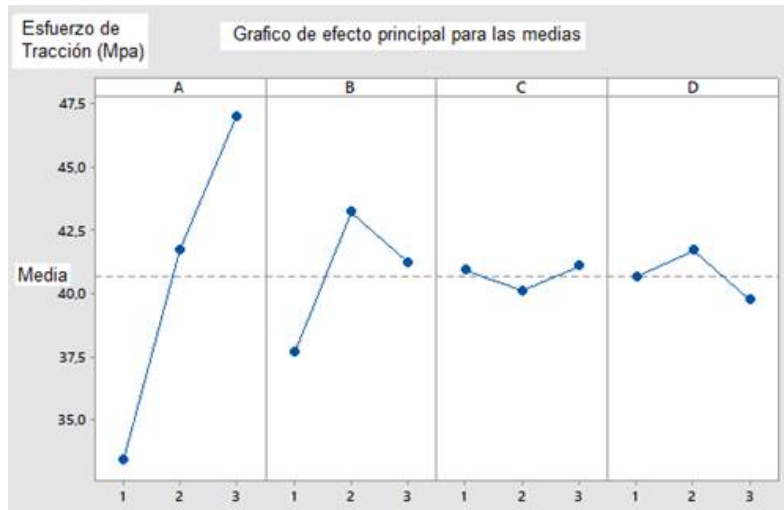 Esfuerzo de
Tracción (Mpa)
Grafico de efecto principal para las medias
A B C D
47,5
45,0
42,5
Media
40,0
37,5
35,0
1 2 3 1 2 3 1 2 3 1 2 3